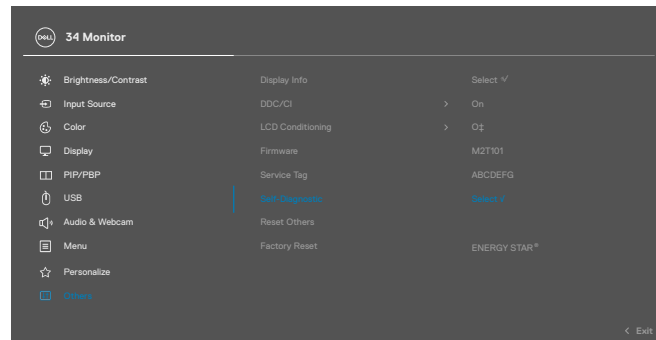 DELL 34 Monitor
Brightness/Contrast Display Info Select √
Input Source DDC/CI > On
Color LCD Conditioning > O‡
Display Firmware M2T101
PIP/PBP Service Tag ABCDEFG
USB Self-Diagnostic Select √
Audio & Webcam Reset Others
Menu Factory Reset ENERGY STAR®
Personalize
Others
< Exit